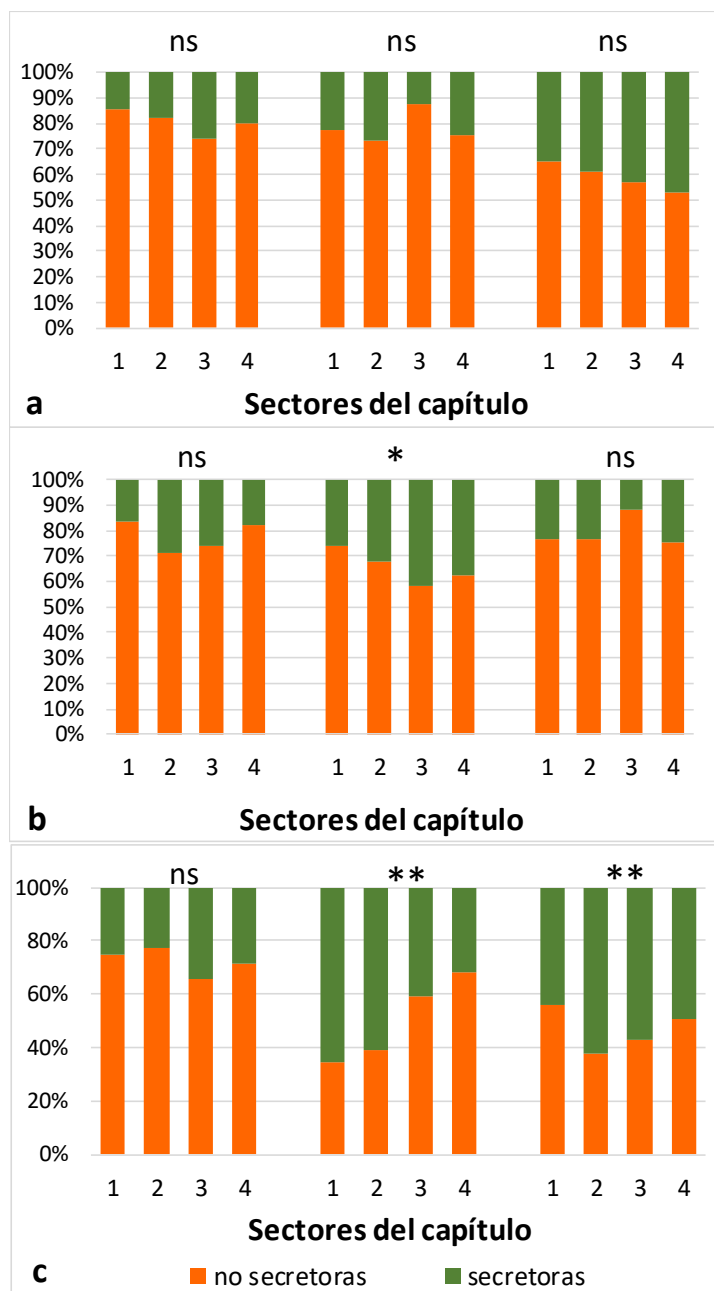 ns ns ns
100%
90%
80%
70%
60%
50%
40%
30%
20%
10%
0%
1 2 3 4 1 2 3 4 1 2 3 4
a Sectores del capítulo
ns * ns
100%
90%
80%
70%
60%
50%
40%
30%
20%
10%
0%
1 2 3 4 1 2 3 4 1 2 3 4
b Sectores del capítulo
ns ** **
100%
80%
60%
40%
20%
0%
1 2 3 4 1 2 3 4 1 2 3 4
Sectores del capítulo
c no secretoras secretoras